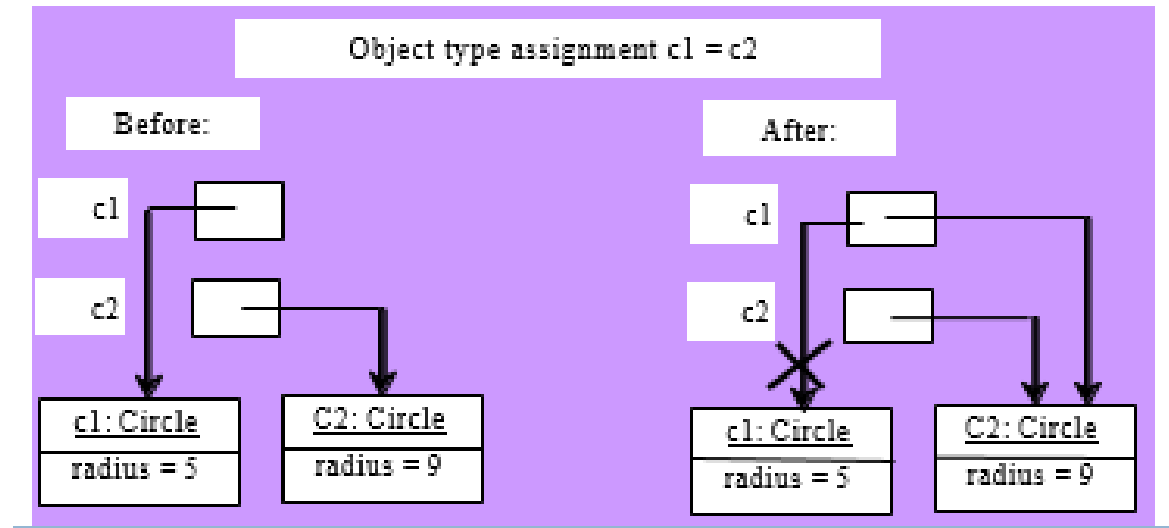 Object type assignment c1 = c2
Before:
c1
c2
c1: Circle
radius = 5
C2: Circle
radius = 9
After:
c1
c2
c1: Circle
radius = 5
C2: Circle
radius = 9